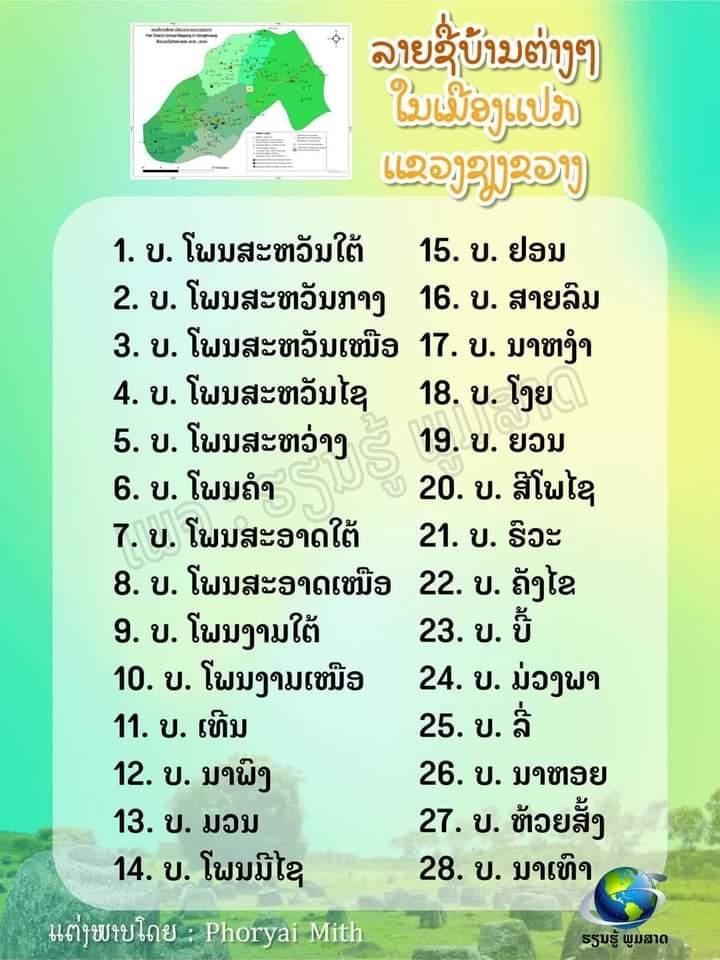 ລາຍຊື່ບ້ານຕ່າງໆ
ໃນເມືອງແປກ
ແຂວງຊຽງຂວາງ
1. ບ. ໂພນສະຫວັນໃຕ້
2. ບ. ໂພນສະຫວັນກາງ
3. ບ. ໂພນສະຫວັນເໜືອ
4. ບ. ໂພນສະຫວັນໄຊ
5. ບ. ໂພນສະຫວ່າງ
6. ບ. ໂພນຄຳ
7. ບ. ໂພນສະອາດໃຕ້
8. ບ. ໂພນສະອາດເໜືອ
9. ບ. ໂພນງາມໃຕ້
10. ບ. ໂພນງາມເໜືອ
11. ບ. ເທີນ
12. ບ. ນາພົງ
13. ບ. ມວນ
14. ບ. ໂພນມີໄຊ
15. ບ. ຢອນ
16. ບ. ສາຍລົມ
17. ບ. ນາຫງຳ
18. ບ. ໂງຍ
19. ບ. ຍວນ
20. ບ. ສີໂພໄຊ
21. ບ. ຣົວະ
22. ບ. ຄັງໄຂ
23. ບ. ບີ້
24. ບ. ມ່ວງພາ
25. ບ. ລີ່
26. ບ. ນາຫອຍ
27. ບ. ຫ້ວຍສັ້ງ
28. ບ. ນາເທົາ
ເພຈ : ຮຽນຮູ້ ພູມສາດ
ແຕ່ງພາບໂດຍ : Phoryai Mith
ຮຽນຮູ້ ພູມສາດ